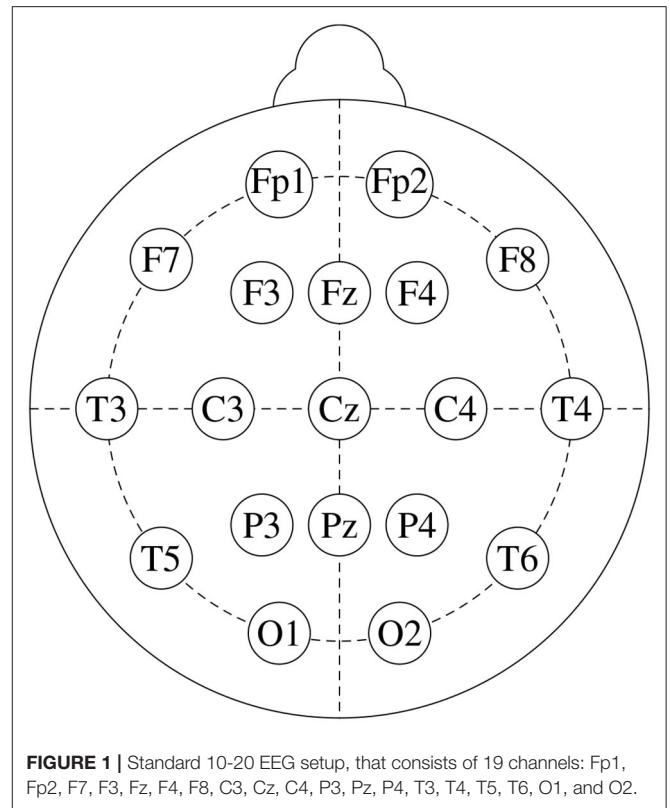 Fp1 Fp2
F7 F8
F3 Fz F4
T3 C3 Cz C4 T4
P3 Pz P4
T5 T6
O1 O2
FIGURE 1 | Standard 10-20 EEG setup, that consists of 19 channels: Fp1,
Fp2, F7, F3, Fz, F4, F8, C3, Cz, C4, P3, Pz, P4, T3, T4, T5, T6, O1, and O2.